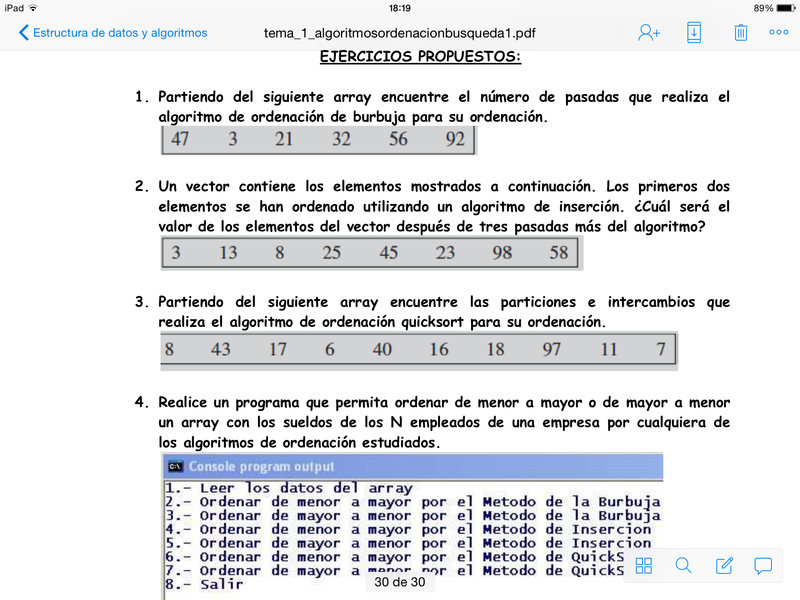 iPad 18:19 89%
Estructura de datos y algoritmos tema_1_algoritmosordenacionbusqueda1.pdf
EJERCICIOS PROPUESTOS:
1. Partiendo del siguiente array encuentre el número de pasadas que realiza el
algoritmo de ordenación de burbuja para su ordenación.
47 3 21 32 56 92
2. Un vector contiene los elementos mostrados a continuación. Los primeros dos
elementos se han ordenado utilizando un algoritmo de inserción. ¿Cuál será el
valor de los elementos del vector después de tres pasadas más del algoritmo?
3 13 8 25 45 23 98 58
3. Partiendo del siguiente array encuentre las particiones e intercambios que
realiza el algoritmo de ordenación quicksort para su ordenación.
8 43 17 6 40 16 18 97 11 7
4. Realice un programa que permita ordenar de menor a mayor o de mayor a menor
un array con los sueldos de los N empleados de una empresa por cualquiera de
los algoritmos de ordenación estudiados.
Console program output
1.- Leer los datos del array
2.- Ordenar de menor a mayor por el Metodo de la Burbuja
3.- Ordenar de mayor a menor por el Metodo de la Burbuja
4.- Ordenar de menor a mayor por el Metodo de Insercion
5.- Ordenar de mayor a menor por el Metodo de Insercion
6.- Ordenar de menor a mayor por el Metodo de QuickS
7.- Ordenar de mayor a menor por el Metodo de QuickS
8.- Salir
30 de 30